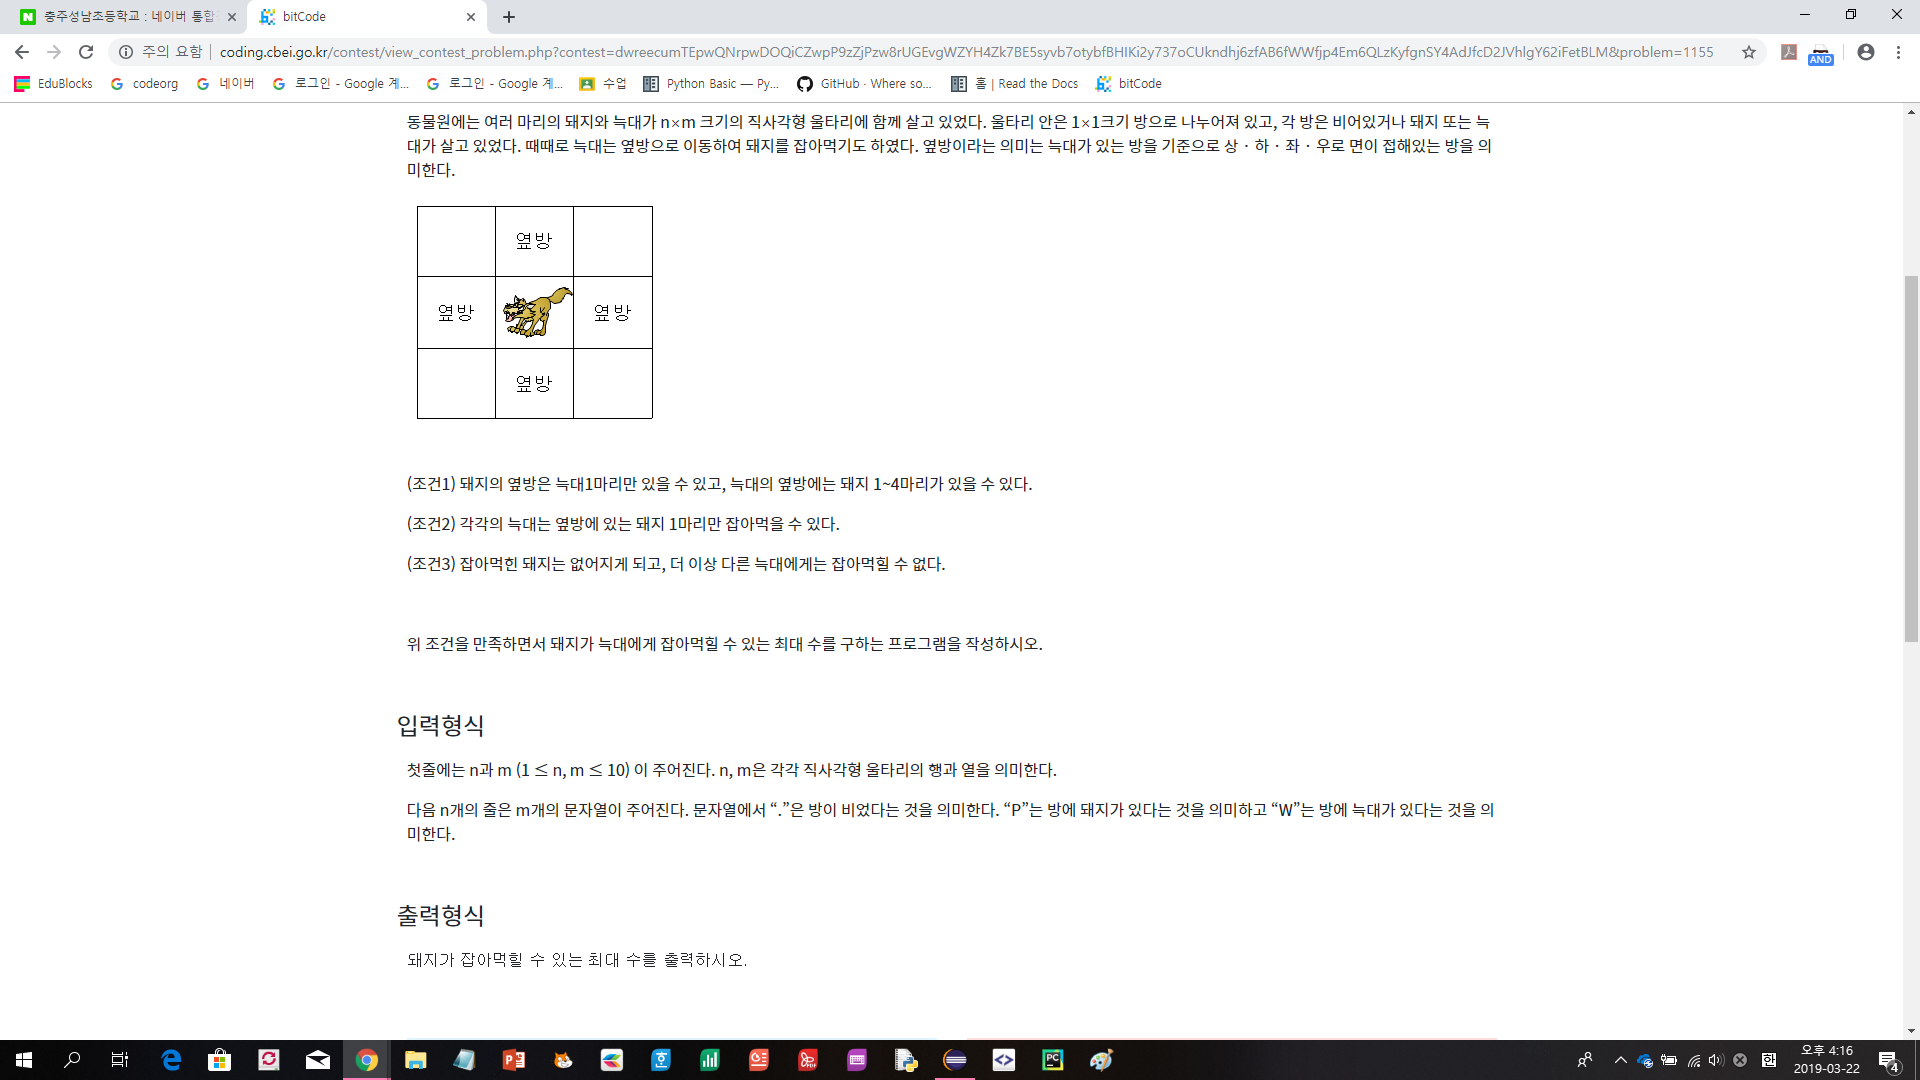 충주성남초등학교 : 네이버 통합
bitCode
주의 요함
coding.cbei.go.kr/contest/view_contest_problem.php?contest=dwreecumTEpwQNrpwDOQiCZwpP9zZjPzw8rUGEvgWZYH4Zk7BE5syvb7otybfBHIKi2y737oCUkndhj6zfAB6fWWfjp4Em6QLzKyfgnSY4AdJfcD2JVhlgY62iFetBLM&problem=1155
AND
EduBlocks codeorg 네이버 로그인 - Google 계... 로그인 - Google 계... 수업 Python Basic — Py... GitHub · Where so... 홈 | Read the Docs bitCode
동물원에는 여러 마리의 돼지와 늑대가 n×m 크기의 직사각형 울타리에 함께 살고 있었다. 울타리 안은 1×1크기 방으로 나누어져 있고, 각 방은 비어있거나 돼지 또는 늑
대가 살고 있었다. 때때로 늑대는 옆방으로 이동하여 돼지를 잡아먹기도 하였다. 옆방이라는 의미는 늑대가 있는 방을 기준으로 상 · 하 · 좌 · 우로 면이 접해있는 방을 의
미한다.
옆방
옆방 옆방
옆방
(조건1) 돼지의 옆방은 늑대1마리만 있을 수 있고, 늑대의 옆방에는 돼지 1~4마리가 있을 수 있다.
(조건2) 각각의 늑대는 옆방에 있는 돼지 1마리만 잡아먹을 수 있다.
(조건3) 잡아먹힌 돼지는 없어지게 되고, 더 이상 다른 늑대에게는 잡아먹힐 수 없다.
위 조건을 만족하면서 돼지가 늑대에게 잡아먹힐 수 있는 최대 수를 구하는 프로그램을 작성하시오.
입력형식
첫줄에는 n과 m (1 ≤ n, m ≤ 10) 이 주어진다. n, m은 각각 직사각형 울타리의 행과 열을 의미한다.
다음 n개의 줄은 m개의 문자열이 주어진다. 문자열에서 “.”은 방이 비었다는 것을 의미한다. “P”는 방에 돼지가 있다는 것을 의미하고 “W”는 방에 늑대가 있다는 것을 의
미한다.
출력형식
돼지가 잡아먹힐 수 있는 최대 수를 출력하시오.
한
오후 4:16
2019-03-22
4